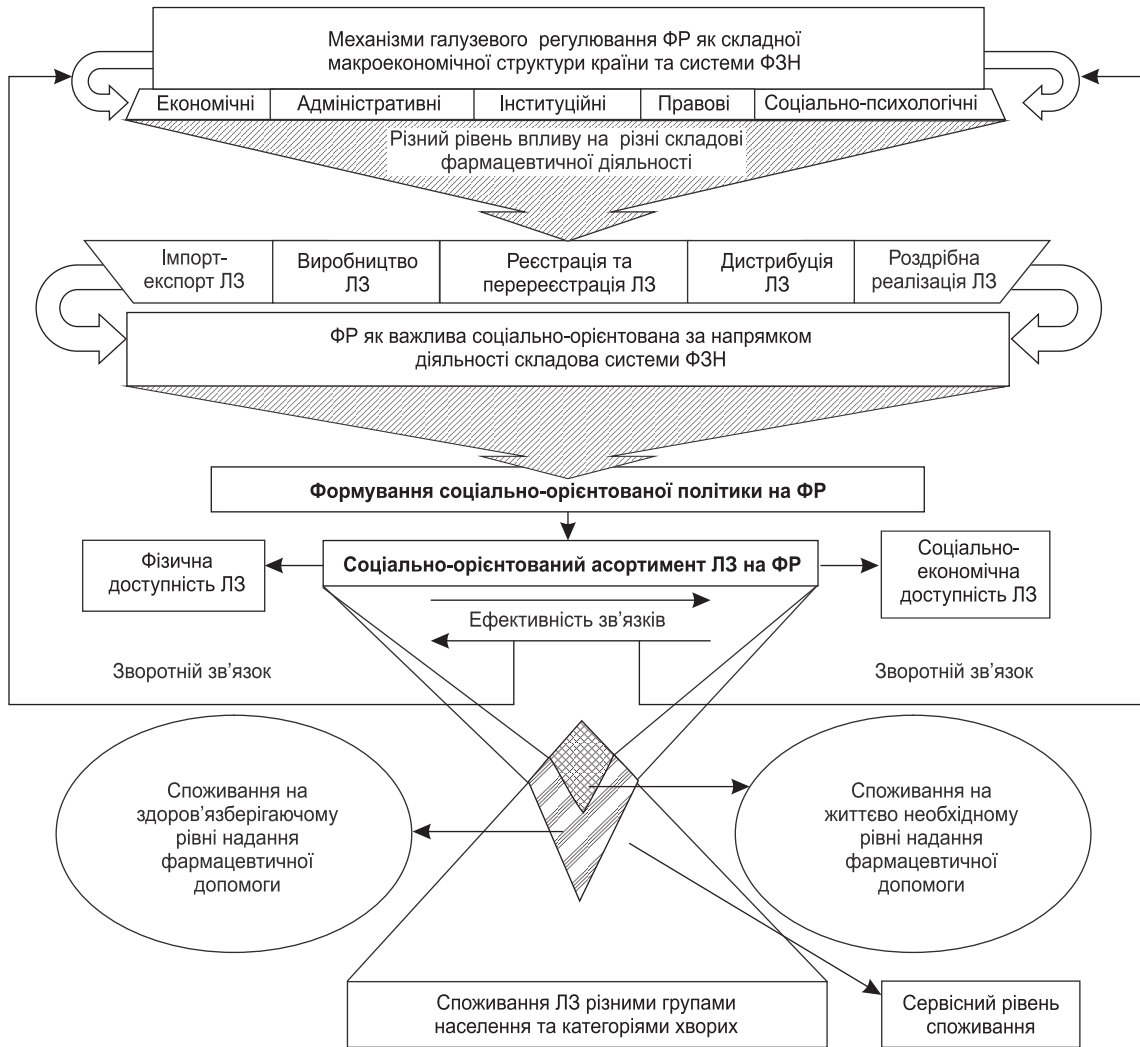 Механізми галузевого регулювання ФР як складної
макроекономічної структури країни та системи ФЗН
Економічні
Адміністративні
Інституційні
Правові
Соціально-психологічні
Різний рівень впливу на різні складові
фармацевтичної діяльності
Імпорт-
експорт ЛЗ
Виробництво
ЛЗ
Реєстрація та
перереєстрація ЛЗ
Дистрибуція
ЛЗ
Роздрібна
реалізація ЛЗ
ФР як важлива соціально-орієнтована за напрямком
діяльності складова системи ФЗН
Формування соціально-орієнтованої політики на ФР
Фізична
доступність ЛЗ
Соціально-орієнтований асортимент ЛЗ на ФР
Соціально-
економічна
доступність ЛЗ
Ефективність зв’язків
Зворотній зв’язок
Зворотній зв’язок
Споживання на
здоров’язберігаючому
рівні надання
фармацевтичної
допомоги
Споживання на
життєво необхідному
рівні надання
фармацевтичної
допомоги
Споживання ЛЗ різними групами
населення та категоріями хворих
Сервісний рівень
споживання